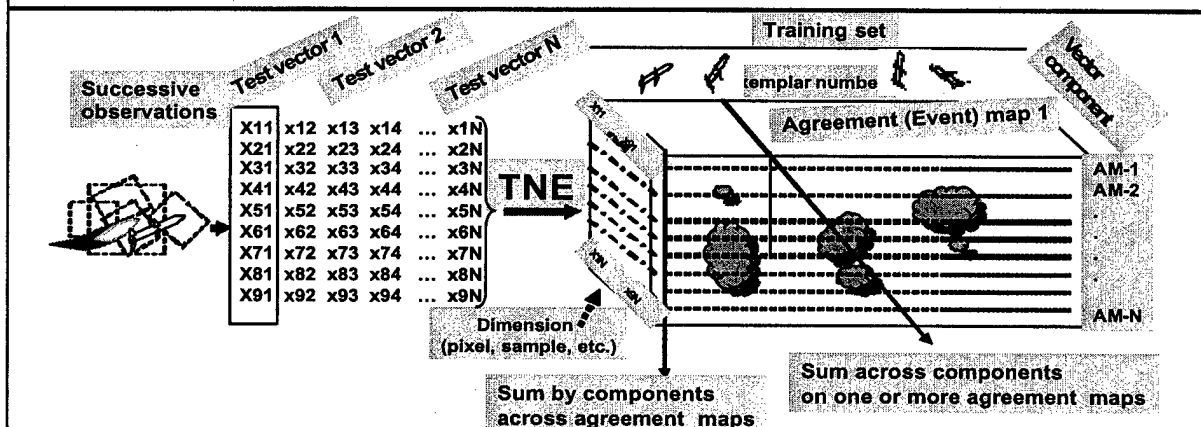 Training set
Test vector 1
Test vector 2
Test vector N
Vector component
Successive observations
templar numbe
Agreement (Event) map 1
X11 x12 x13 x14 ... x1N
X21 x22 x23 x24 ... x2N
X31 x32 x33 x34 ... x3N
X41 x42 x43 x44 ... x4N
X51 x52 x53 x54 ... x5N
X61 x62 x63 x64 ... x6N
X71 x72 x73 x74 ... x7N
X81 x82 x83 x84 ... x8N
X91 x92 x93 x94 ... x9N
TNE
x11
x1N
x9N
AM-1
AM-2
.
.
.
.
AM-N
Dimension
(pixel, sample, etc.)
Sum by components
across agreement maps
Sum across components
on one or more agreement maps